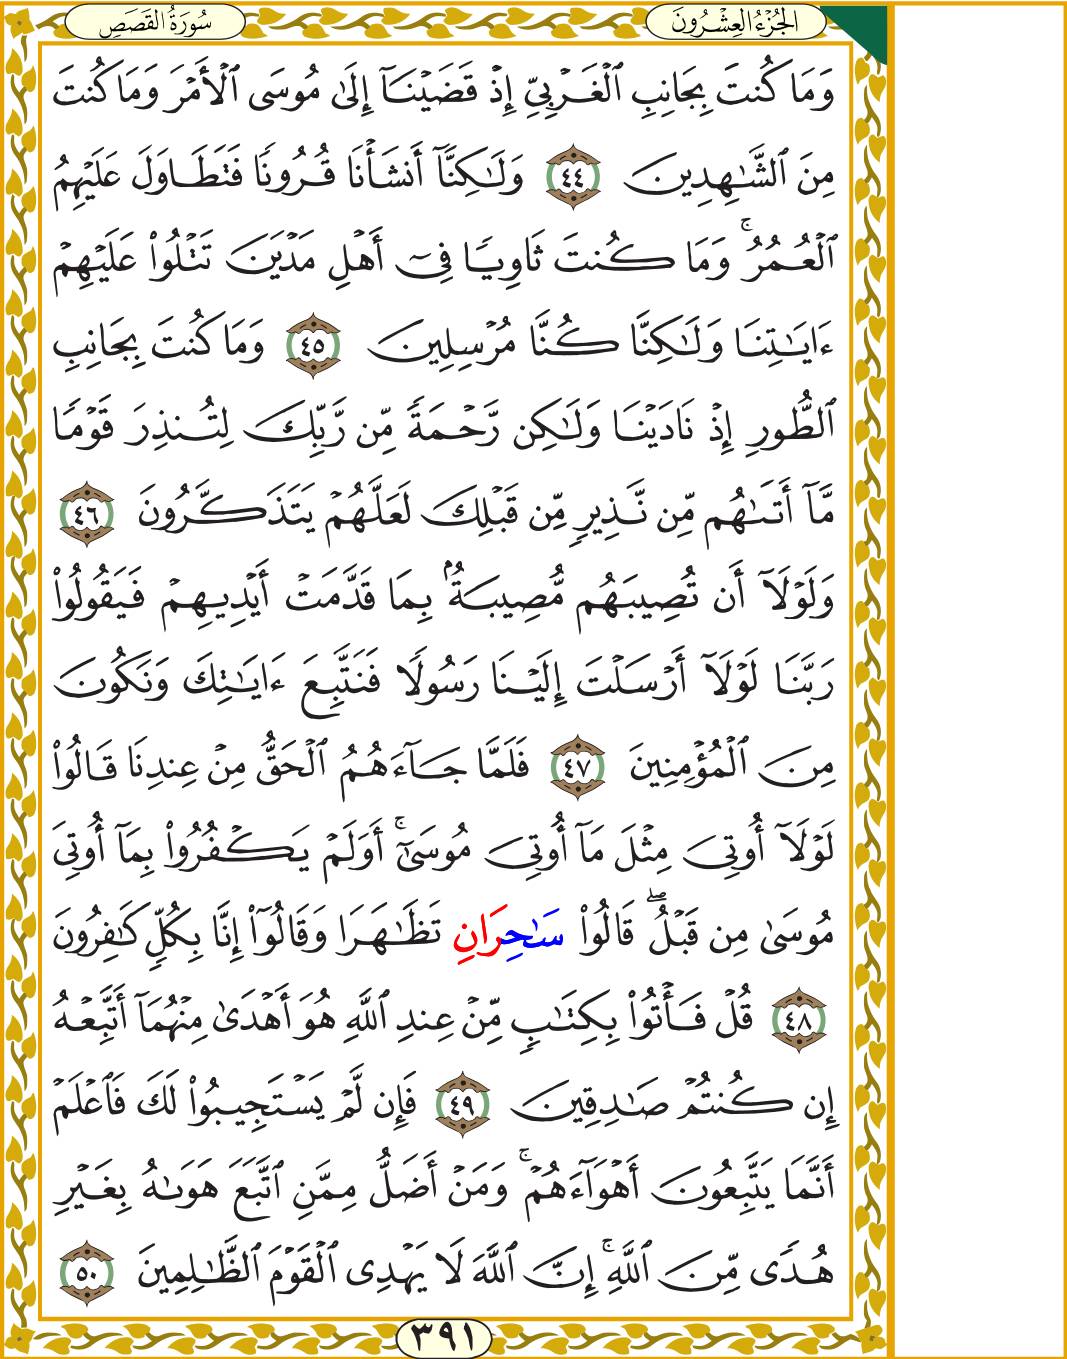 الجُزْءُ العِشْرُونَ
سُورَةُ القَصَصِ
وَمَا كُنتَ بِجَانِبِ ٱلْغَرْبِيِّ إِذْ قَضَيْنَآ إِلَىٰ مُوسَى ٱلْأَمْرَ وَمَا كُنتَ
مِنَ ٱلشَّٰهِدِينَ ٤٤ وَلَٰكِنَّآ أَنشَأْنَا قُرُونًا فَتَطَاوَلَ عَلَيْهِمُ
ٱلْعُمُرُ ۚ وَمَا كُنتَ ثَاوِيًا فِىٓ أَهْلِ مَدْيَنَ تَتْلُوا۟ عَلَيْهِمْ
ءَايَٰتِنَا وَلَٰكِنَّا كُنَّا مُرْسِلِينَ ٤٥ وَمَا كُنتَ بِجَانِبِ
ٱلطُّورِ إِذْ نَادَيْنَا وَلَٰكِن رَّحْمَةً مِّن رَّبِّكَ لِتُنذِرَ قَوْمًا
مَّآ أَتَىٰهُم مِّن نَّذِيرٍ مِّن قَبْلِكَ لَعَلَّهُمْ يَتَذَكَّرُونَ ٤٦
وَلَوْلَآ أَن تُصِيبَهُم مُّصِيبَةٌۢ بِمَا قَدَّمَتْ أَيْدِيهِمْ فَيَقُولُوا۟
رَبَّنَا لَوْلَآ أَرْسَلْتَ إِلَيْنَا رَسُولًا فَنَتَّبِعَ ءَايَٰتِكَ وَنَكُونَ
مِنَ ٱلْمُؤْمِنِينَ ٤٧ فَلَمَّا جَآءَهُمُ ٱلْحَقُّ مِنْ عِندِنَا قَالُوا۟
لَوْلَآ أُوتِىَ مِثْلَ مَآ أُوتِىَ مُوسَىٰٓ ۚ أَوَلَمْ يَكْفُرُوا۟ بِمَآ أُوتِىَ
مُوسَىٰ مِن قَبْلُ ۖ قَالُوا۟ سَٰحِرَانِ تَظَٰهَرَا وَقَالُوٓا۟ إِنَّا بِكُلٍّ كَٰفِرُونَ
٤٨ قُلْ فَأْتُوا۟ بِكِتَٰبٍ مِّنْ عِندِ ٱللَّهِ هُوَ أَهْدَىٰ مِنْهُمَآ أَتَّبِعْهُ
إِن كُنتُمْ صَٰدِقِينَ ٤٩ فَإِن لَّمْ يَسْتَجِيبُوا۟ لَكَ فَٱعْلَمْ
أَنَّمَا يَتَّبِعُونَ أَهْوَآءَهُمْ ۚ وَمَنْ أَضَلُّ مِمَّنِ ٱتَّبَعَ هَوَىٰهُ بِغَيْرِ
هُدًى مِّنَ ٱللَّهِ ۚ إِنَّ ٱللَّهَ لَا يَهْدِى ٱلْقَوْمَ ٱلظَّٰلِمِينَ ٥٠
٣٩١